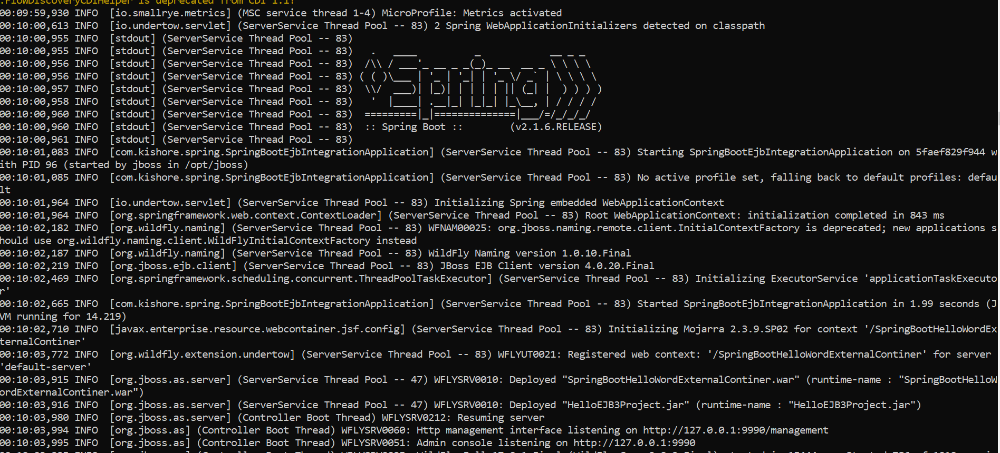 .FlowDiscoveryCDIHelper is deprecated from CDI 1.1!
00:09:59,930 INFO  [io.smallrye.metrics] (MSC service thread 1-4) MicroProfile: Metrics activated
00:10:00,613 INFO  [io.undertow.servlet] (ServerService Thread Pool -- 83) 2 Spring WebApplicationInitializers detected on classpath
00:10:00,955 INFO  [stdout] (ServerService Thread Pool -- 83)
00:10:00,955 INFO  [stdout] (ServerService Thread Pool -- 83)   .   ____          _            __ _ _
00:10:00,956 INFO  [stdout] (ServerService Thread Pool -- 83)  /\\ / ___'_ __ _ _(_)_ __  __ _ \ \ \ \
00:10:00,956 INFO  [stdout] (ServerService Thread Pool -- 83) ( ( )\___ | '_ | '_| | '_ \/ _` | \ \ \ \
00:10:00,957 INFO  [stdout] (ServerService Thread Pool -- 83)  \\/  ___)| |_)| | | | | || (_| |  ) ) ) )
00:10:00,958 INFO  [stdout] (ServerService Thread Pool -- 83)   '  |____| .__|_| |_|_| |_\__, | / / / /
00:10:00,960 INFO  [stdout] (ServerService Thread Pool -- 83)  =========|_|==============|___/=/_/_/_/
00:10:00,960 INFO  [stdout] (ServerService Thread Pool -- 83)  :: Spring Boot ::        (v2.1.6.RELEASE)
00:10:00,961 INFO  [stdout] (ServerService Thread Pool -- 83)
00:10:01,083 INFO  [com.kishore.spring.SpringBootEjbIntegrationApplication] (ServerService Thread Pool -- 83) Starting SpringBootEjbIntegrationApplication on 5faef829f944 w
ith PID 96 (started by jboss in /opt/jboss)
00:10:01,085 INFO  [com.kishore.spring.SpringBootEjbIntegrationApplication] (ServerService Thread Pool -- 83) No active profile set, falling back to default profiles: defau
lt
00:10:01,964 INFO  [io.undertow.servlet] (ServerService Thread Pool -- 83) Initializing Spring embedded WebApplicationContext
00:10:01,964 INFO  [org.springframework.web.context.ContextLoader] (ServerService Thread Pool -- 83) Root WebApplicationContext: initialization completed in 843 ms
00:10:02,182 INFO  [org.wildfly.naming] (ServerService Thread Pool -- 83) WFNAM00025: org.jboss.naming.remote.client.InitialContextFactory is deprecated; new applications s
hould use org.wildfly.naming.client.WildFlyInitialContextFactory instead
00:10:02,187 INFO  [org.wildfly.naming] (ServerService Thread Pool -- 83) WildFly Naming version 1.0.10.Final
00:10:02,219 INFO  [org.jboss.ejb.client] (ServerService Thread Pool -- 83) JBoss EJB Client version 4.0.20.Final
00:10:02,469 INFO  [org.springframework.scheduling.concurrent.ThreadPoolTaskExecutor] (ServerService Thread Pool -- 83) Initializing ExecutorService 'applicationTaskExecuto
r'
00:10:02,665 INFO  [com.kishore.spring.SpringBootEjbIntegrationApplication] (ServerService Thread Pool -- 83) Started SpringBootEjbIntegrationApplication in 1.99 seconds (J
VM running for 14.219)
00:10:02,710 INFO  [javax.enterprise.resource.webcontainer.jsf.config] (ServerService Thread Pool -- 83) Initializing Mojarra 2.3.9.SP02 for context '/SpringBootHelloWordEx
ternalContiner'
00:10:03,772 INFO  [org.wildfly.extension.undertow] (ServerService Thread Pool -- 83) WFLYUT0021: Registered web context: '/SpringBootHelloWordExternalContiner' for server
'default-server'
00:10:03,915 INFO  [org.jboss.as.server] (ServerService Thread Pool -- 47) WFLYSRV0010: Deployed "SpringBootHelloWordExternalContiner.war" (runtime-name : "SpringBootHelloW
ordExternalContiner.war")
00:10:03,916 INFO  [org.jboss.as.server] (ServerService Thread Pool -- 47) WFLYSRV0010: Deployed "HelloEJB3Project.jar" (runtime-name : "HelloEJB3Project.jar")
00:10:03,980 INFO  [org.jboss.as.server] (Controller Boot Thread) WFLYSRV0212: Resuming server
00:10:03,994 INFO  [org.jboss.as] (Controller Boot Thread) WFLYSRV0060: Http management interface listening on http://127.0.0.1:9990/management
00:10:03,995 INFO  [org.jboss.as] (Controller Boot Thread) WFLYSRV0051: Admin console listening on http://127.0.0.1:9990